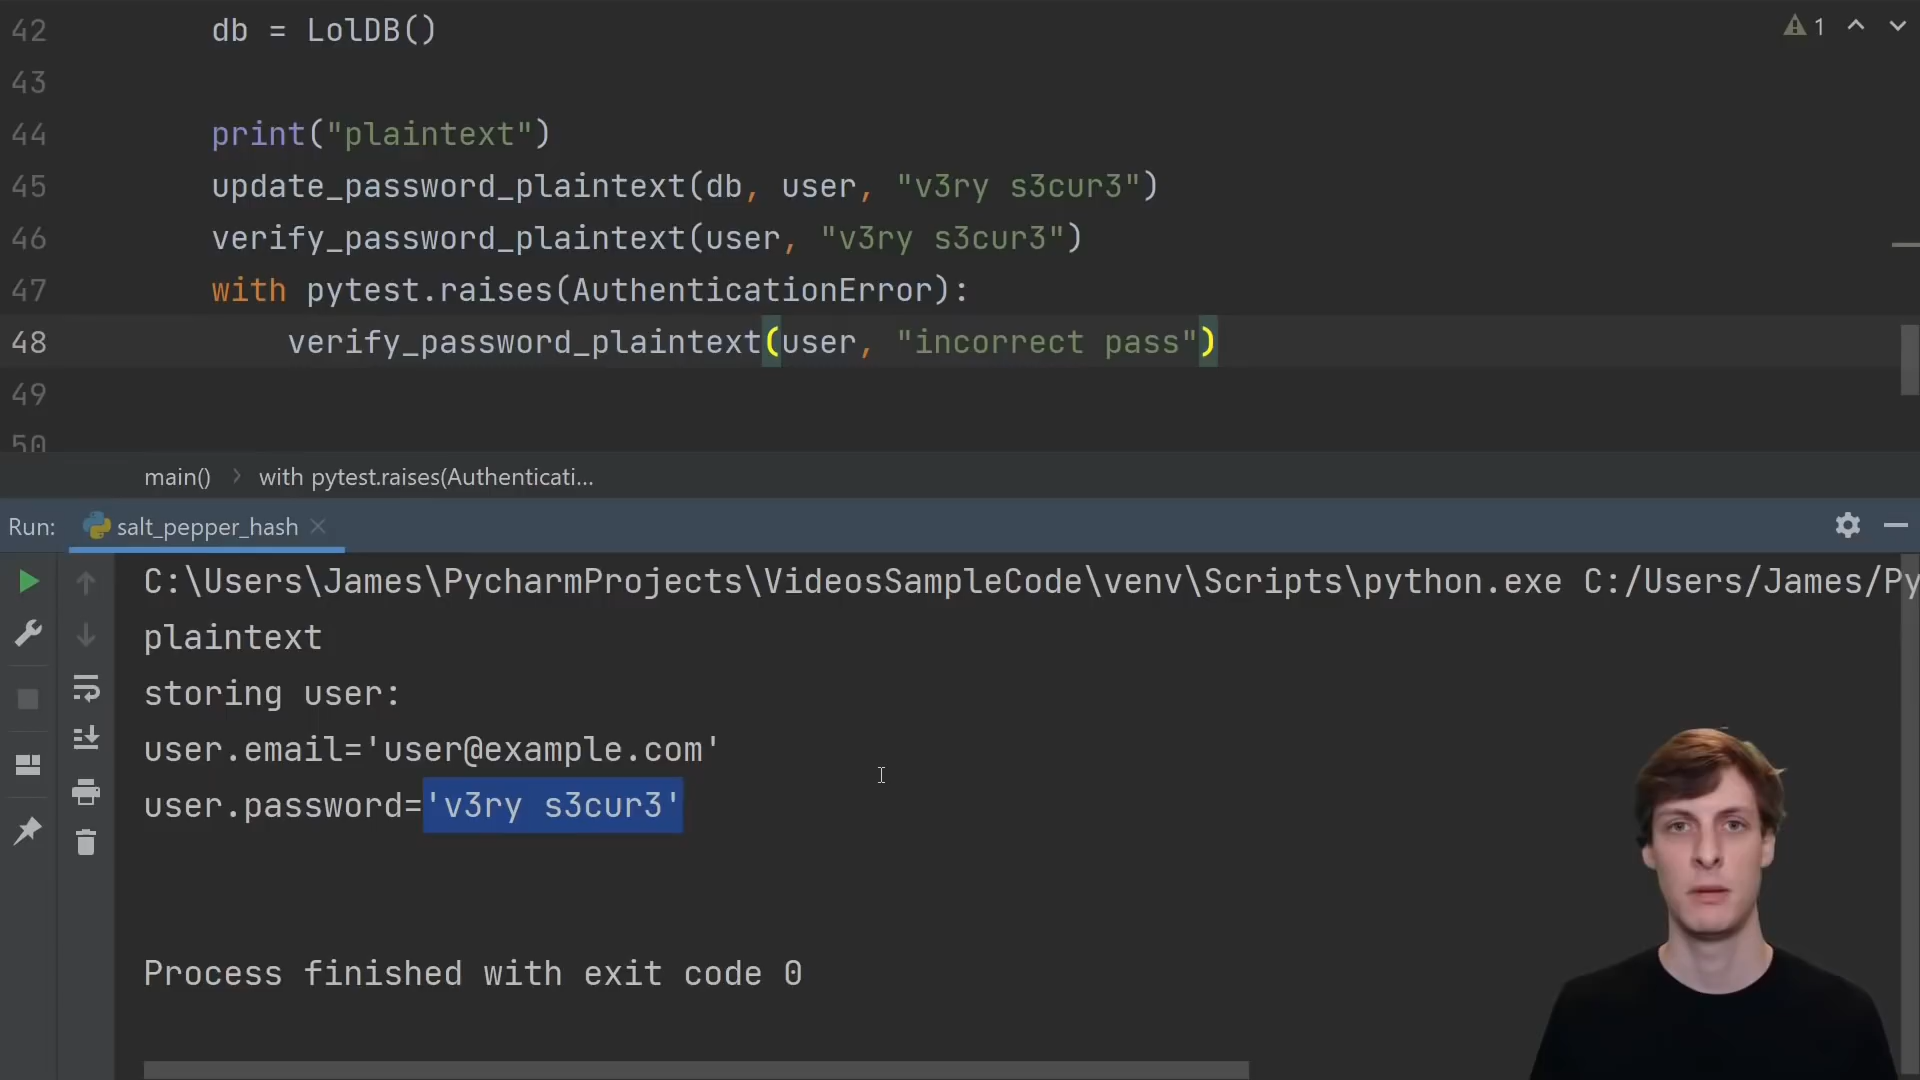 42 db = LolDB()
1
43
44 print("plaintext")
45 update_password_plaintext(db, user, "v3ry s3cur3")
46 verify_password_plaintext(user, "v3ry s3cur3")
47 with pytest.raises(AuthenticationError):
48 verify_password_plaintext(user, "incorrect pass")
49
50
main() › with pytest.raises(Authenticati...
Run: salt_pepper_hash
C:\Users\James\PycharmProjects\VideosSampleCode\venv\Scripts\python.exe C:/Users/James/Py
plaintext
storing user:
user.email='user@example.com'
user.password='v3ry s3cur3'
Process finished with exit code 0